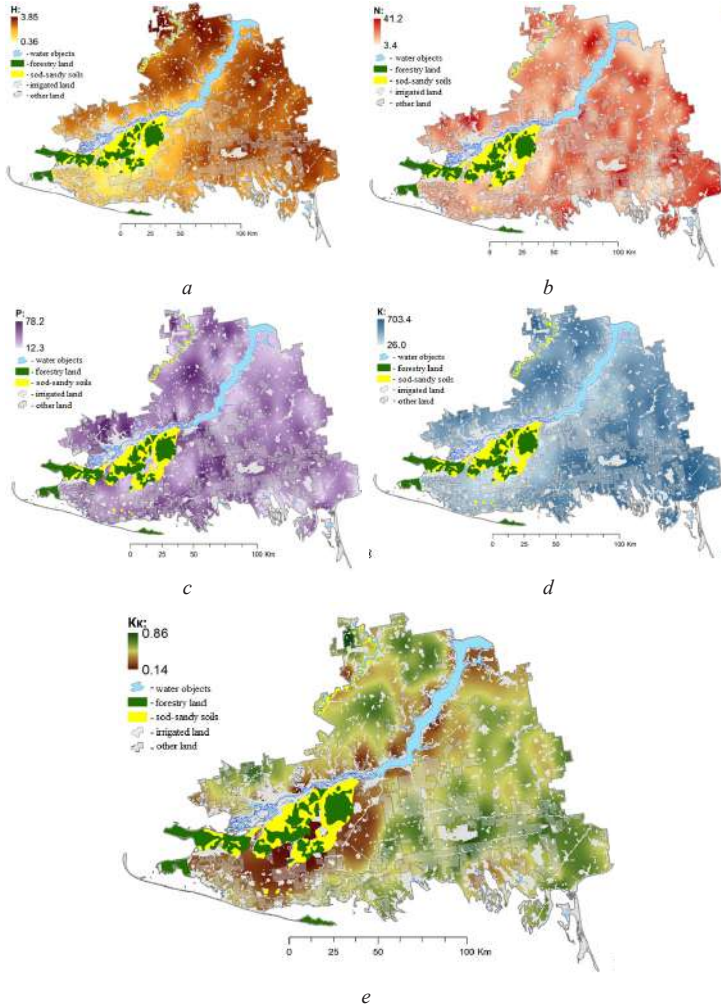 H:
3.85
0.36
- water objects
- forestry land
- sod-sandy soils
- irrigated land
- other land
0 25 50 100 Km
a
N:
41.2
3.4
- water objects
- forestry land
- sod-sandy soils
- irrigated land
- other land
0 25 50 100 Km
b
P:
78.2
12.3
- water objects
- forestry land
- sod-sandy soils
- irrigated land
- other land
0 25 50 100 Km
c
K:
703.4
26.0
- water objects
- forestry land
- sod-sandy soils
- irrigated land
- other land
0 25 50 100 Km
d
Kк:
0.86
0.14
- water objects
- forestry land
- sod-sandy soils
- irrigated land
- other land
0 25 50 100 Km
e